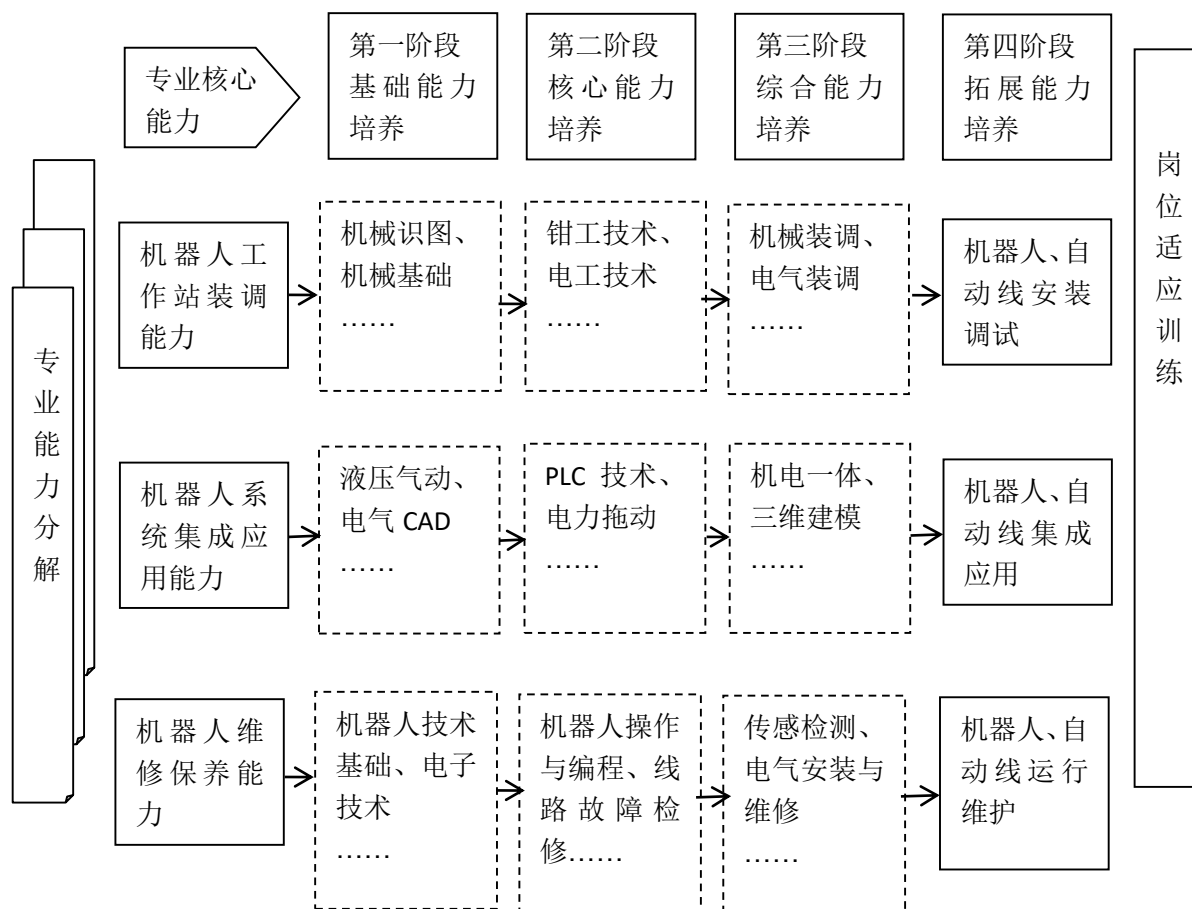 专业核心
能力
第一阶段
基础能力
培养
第二阶段
核心能力
培养
第三阶段
综合能力
培养
第四阶段
拓展能力
培养
岗位适应训练
专业能力分解
机器人工
作站装调
能力
机械识图、
机械基础
……
钳工技术、
电工技术
……
机械装调、
电气装调
……
机器人、自
动线安装
调试
机器人系
统集成应
用能力
液压气动、
电气 CAD
……
PLC 技术、
电力拖动
……
机电一体、
三维建模
……
机器人、自
动线集成
应用
机器人维
修保养能
力
机器人技术
基础、电子
技术
……
机器人操作
与编程、线
路故障检
修……
传感检测、
电气安装与
维修
……
机器人、自
动线运行
维护